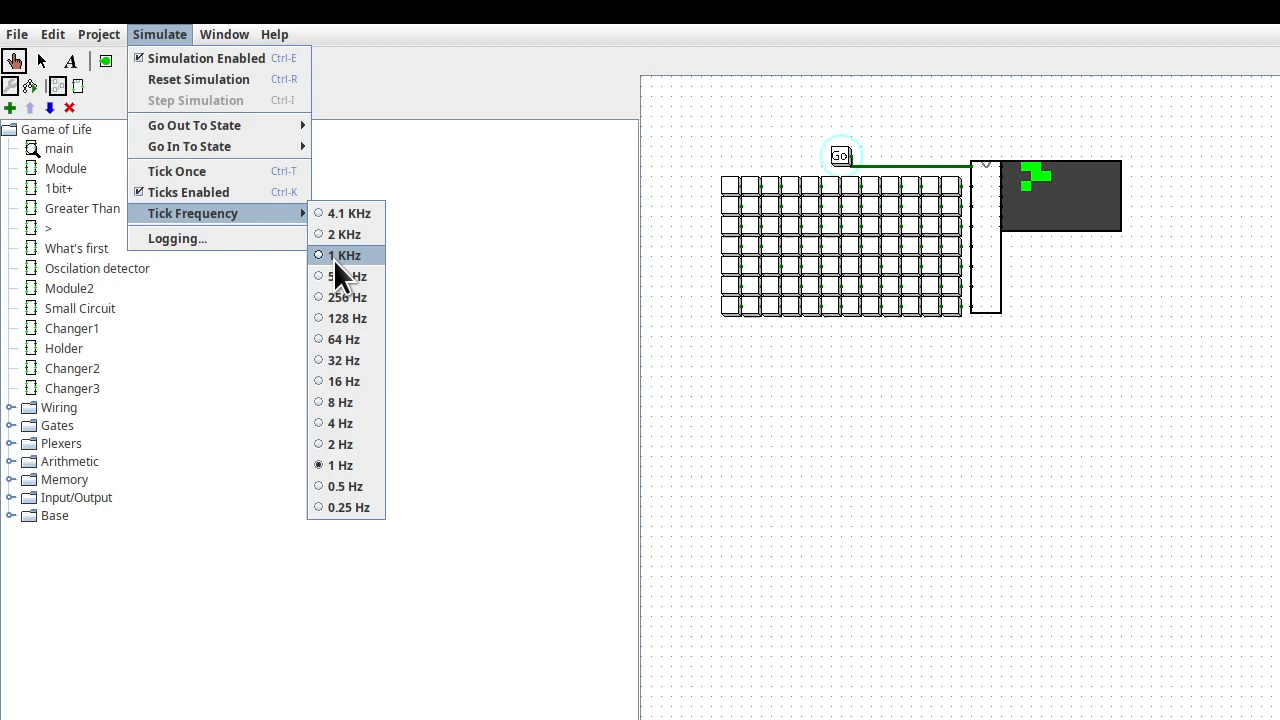 File Edit Project Simulate Window Help
A
Simulation Enabled Ctrl-E
Reset Simulation Ctrl-R
Step Simulation Ctrl-I
Go Out To State
Go In To State
Tick Once Ctrl-T
Ticks Enabled Ctrl-K
Tick Frequency
Logging...
4.1 KHz
2 KHz
1 KHz
Hz
256 Hz
128 Hz
64 Hz
32 Hz
16 Hz
8 Hz
4 Hz
2 Hz
1 Hz
0.5 Hz
0.25 Hz
Game of Life
main
Module
1bit+
Greater Than
>
What's first
Oscilation detector
Module2
Small Circuit
Changer1
Holder
Changer2
Changer3
Wiring
Gates
Plexers
Arithmetic
Memory
Input/Output
Base
Go